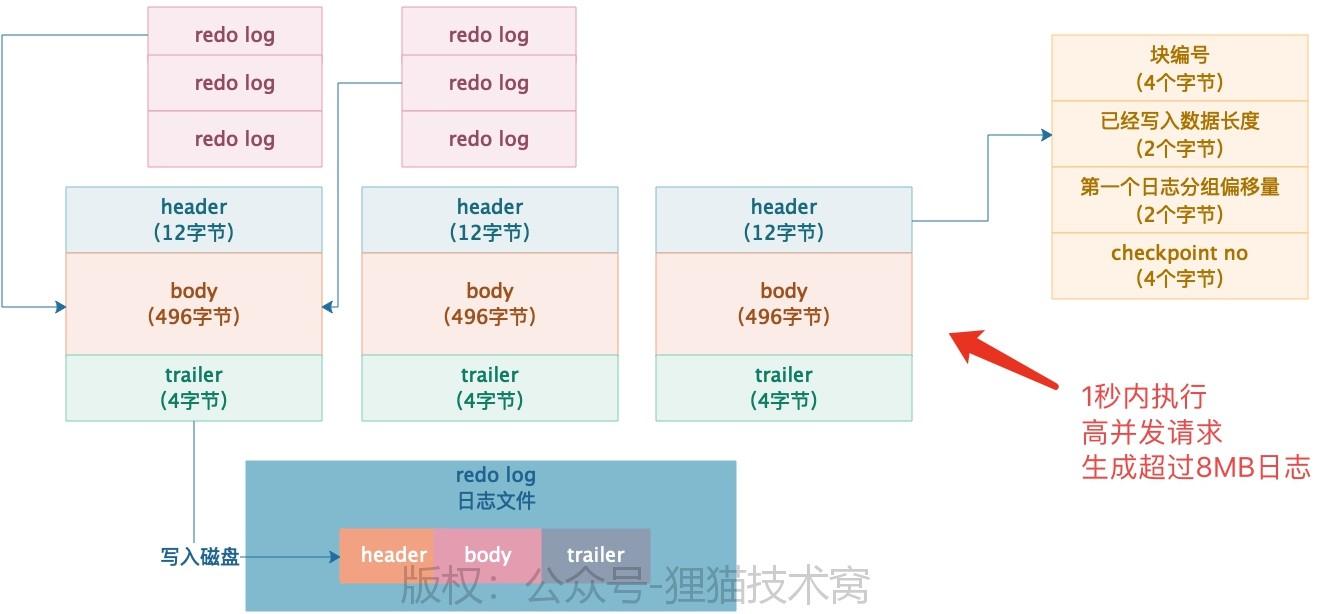 redo log
redo log
redo log
redo log
redo log
redo log
header
(12字节)
body
(496字节)
trailer
(4字节)
header
(12字节)
body
(496字节)
trailer
(4字节)
header
(12字节)
body
(496字节)
trailer
(4字节)
块编号
(4个字节)
已经写入数据长度
(2个字节)
第一个日志分组偏移量
(2个字节)
checkpoint no
(4个字节)
1秒内执行
高并发请求
生成超过8MB日志
redo log
日志文件
写入磁盘
header
body
trailer
版权：公众号-狸猫技术窝